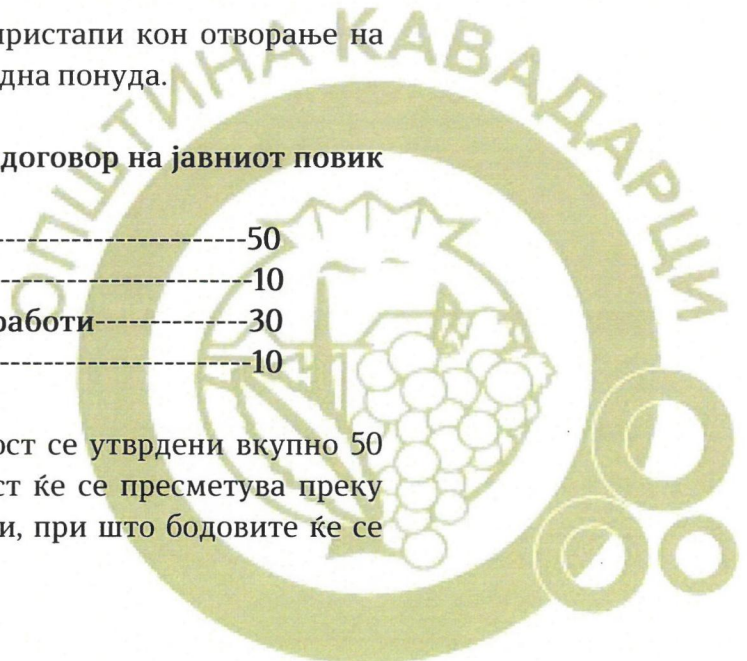 пристапи кон отворање на
дна понуда.
ОПШТИНА КАВАДАРЦИ
договор на јавниот повик
-----------------------50
-----------------------10
работи-------------30
-----------------------10
ост се утврдени вкупно 50
ст ќе се пресметува преку
и, при што бодовите ќе се